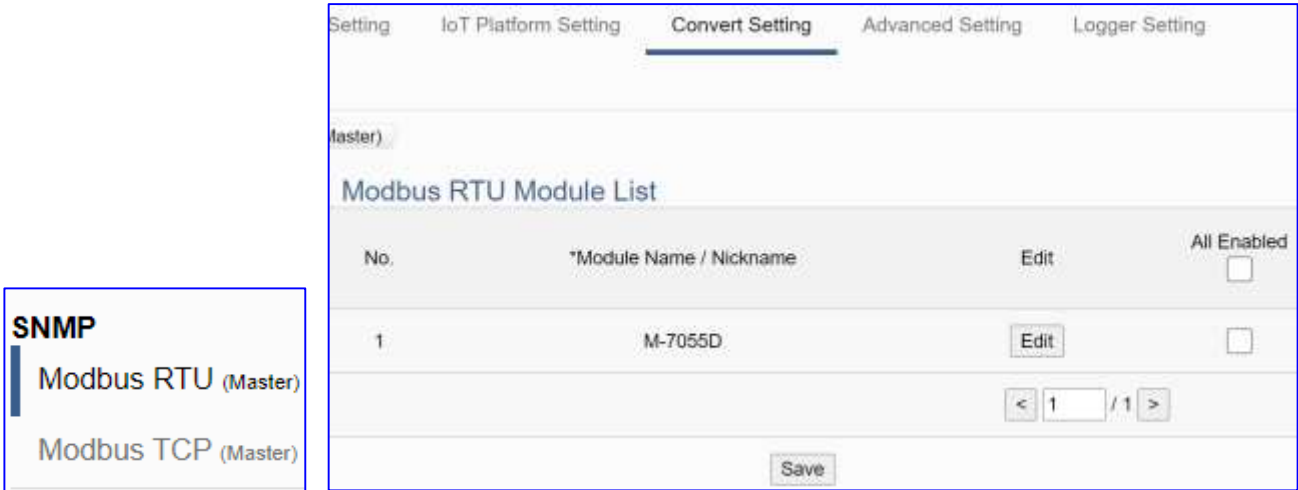 Setting IoT Platform Setting Convert Setting Advanced Setting Logger Setting
Master)
Modbus RTU Module List
No. *Module Name / Nickname Edit All Enabled
1 M-7055D Edit
< 1 / 1 >
Save
SNMP
Modbus RTU (Master)
Modbus TCP (Master)